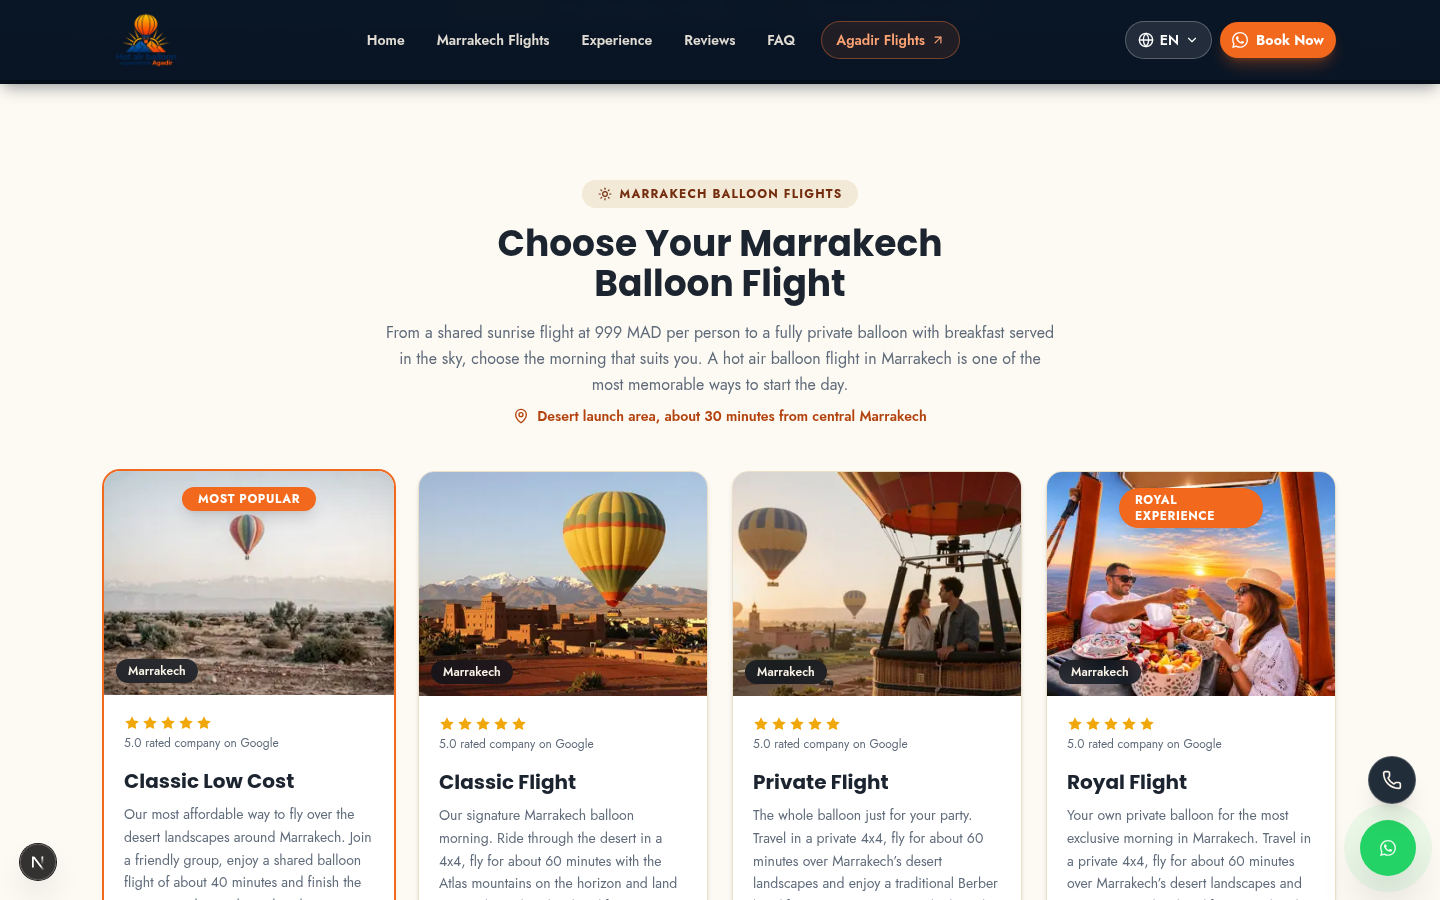 Agadir
Home
Marrakech Flights
Experience
Reviews
FAQ
Agadir Flights
EN
Book Now
MARRAKECH BALLOON FLIGHTS
Choose Your Marrakech
Balloon Flight
From a shared sunrise flight at 999 MAD per person to a fully private balloon with breakfast served
in the sky, choose the morning that suits you. A hot air balloon flight in Marrakech is one of the
most memorable ways to start the day.
Desert launch area, about 30 minutes from central Marrakech
MOST POPULAR
Marrakech
5.0 rated company on Google
Classic Low Cost
Our most affordable way to fly over the
desert landscapes around Marrakech. Join
a friendly group, enjoy a shared balloon
flight of about 40 minutes and finish the
Marrakech
5.0 rated company on Google
Classic Flight
Our signature Marrakech balloon
morning. Ride through the desert in a
4x4, fly for about 60 minutes with the
Atlas mountains on the horizon and land
Marrakech
5.0 rated company on Google
Private Flight
The whole balloon just for your party.
Travel in a private 4x4, fly for about 60
minutes over Marrakech’s desert
landscapes and enjoy a traditional Berber
ROYAL
EXPERIENCE
Marrakech
5.0 rated company on Google
Royal Flight
Your own private balloon for the most
exclusive morning in Marrakech. Travel in
a private 4x4, fly for about 60 minutes
over Marrakech’s desert landscapes and
N